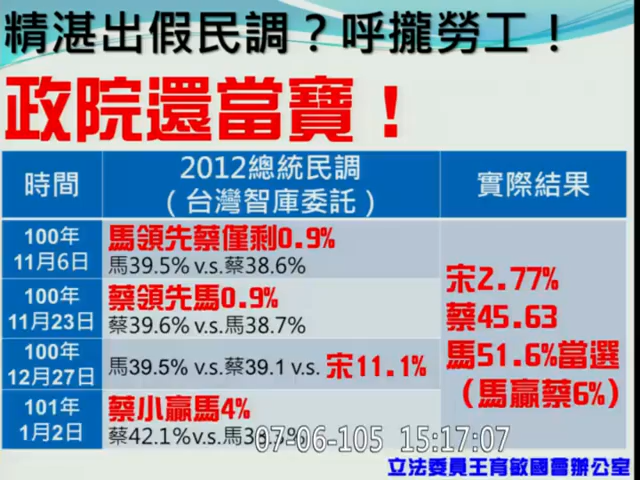 精湛出假民調？呼攏勞工！
政院還當寶！
時間
2012總統民調
（台灣智庫委託）
實際結果
100年
11月6日
馬領先蔡僅剩0.9%
馬39.5% v.s.蔡38.6%
100年
11月23日
蔡領先馬0.9%
蔡39.6% v.s.馬38.7%
100年
12月27日
馬39.5% v.s.蔡39.1 v.s. 宋11.1%
101年
1月2日
蔡小贏馬4%
蔡42.1% v.s.馬38.
宋2.77%
蔡45.63
馬51.6%當選
（馬贏蔡6%）
07-06-105 15:17:07
立法委員王育敏國會辦公室